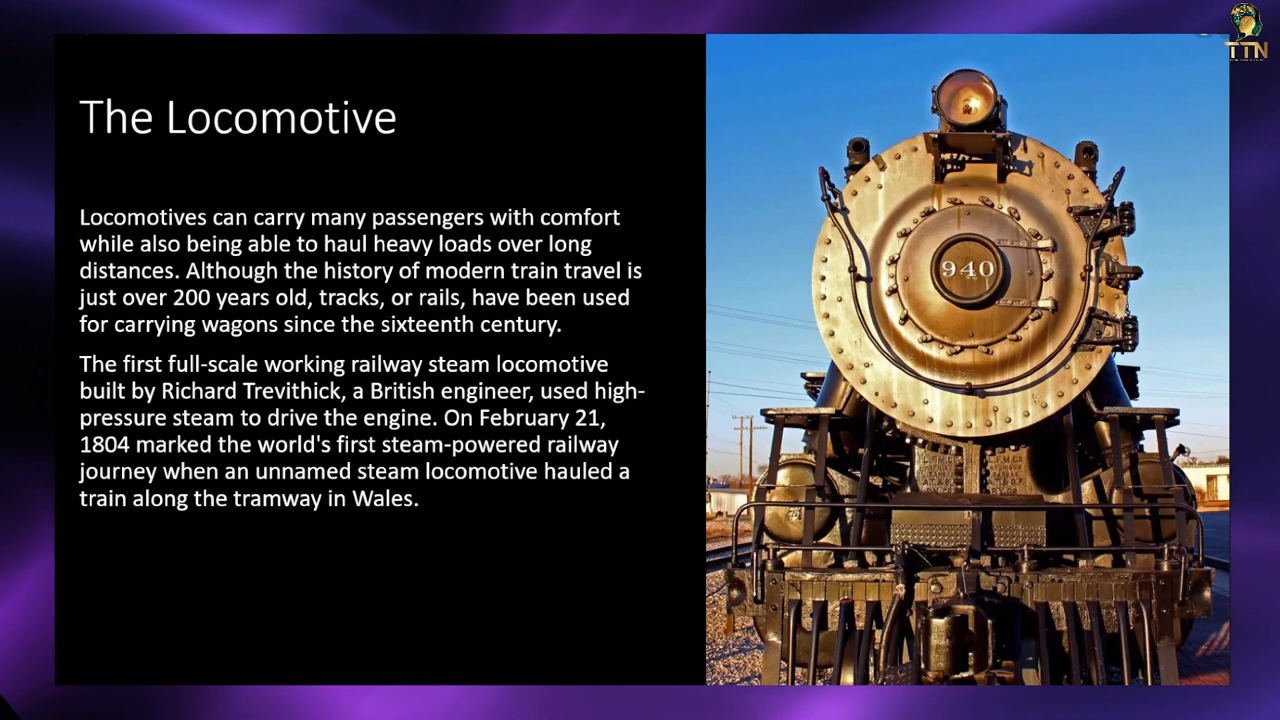 TTN
The Locomotive
Locomotives can carry many passengers with comfort
while also being able to haul heavy loads over long
distances. Although the history of modern train travel is
just over 200 years old, tracks, or rails, have been used
for carrying wagons since the sixteenth century.
The first full-scale working railway steam locomotive
built by Richard Trevithick, a British engineer, used high-
pressure steam to drive the engine. On February 21,
1804 marked the world's first steam-powered railway
journey when an unnamed steam locomotive hauled a
train along the tramway in Wales.
940